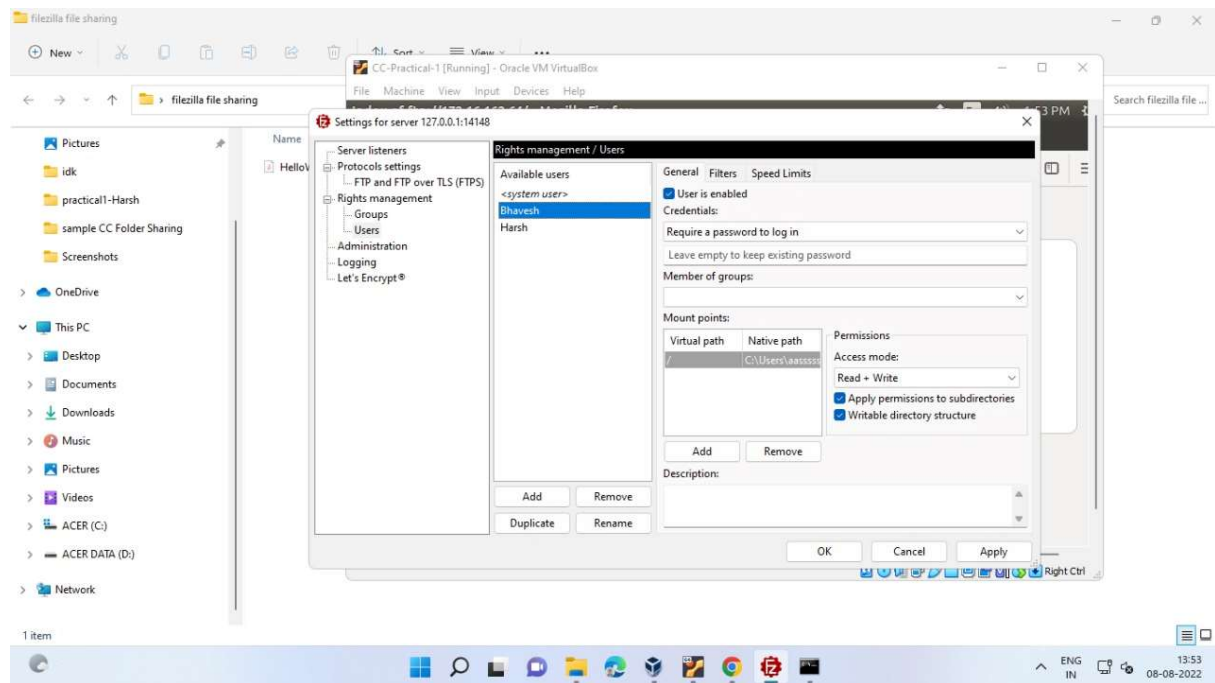 filezilla file sharing
New
Sort
View
filezilla file sharing
Search filezilla file ...
Pictures
idk
practical1-Harsh
sample CC Folder Sharing
Screenshots
OneDrive
This PC
Desktop
Documents
Downloads
Music
Pictures
Videos
ACER (C:)
ACER DATA (D:)
Network
1 item
Name
CC-Practical-1 [Running] - Oracle VM VirtualBox
File Machine View Input Devices Help
Settings for server 127.0.0.1:14148
Server listeners
Protocols settings
FTP and FTP over TLS (FTPS)
Rights management
Groups
Users
Administration
Logging
Let's Encrypt®
Rights management / Users
Available users
<system user>
Bhavesh
Harsh
Add Remove
Duplicate Rename
General Filters Speed Limits
User is enabled
Credentials:
Require a password to log in
Leave empty to keep existing password
Member of groups:
Mount points:
Virtual path Native path
/
Permissions
Access mode:
Read + Write
Apply permissions to subdirectories
Writable directory structure
Add Remove
Description:
OK Cancel Apply
Right Ctrl
ENG
IN
13:53
08-08-2022